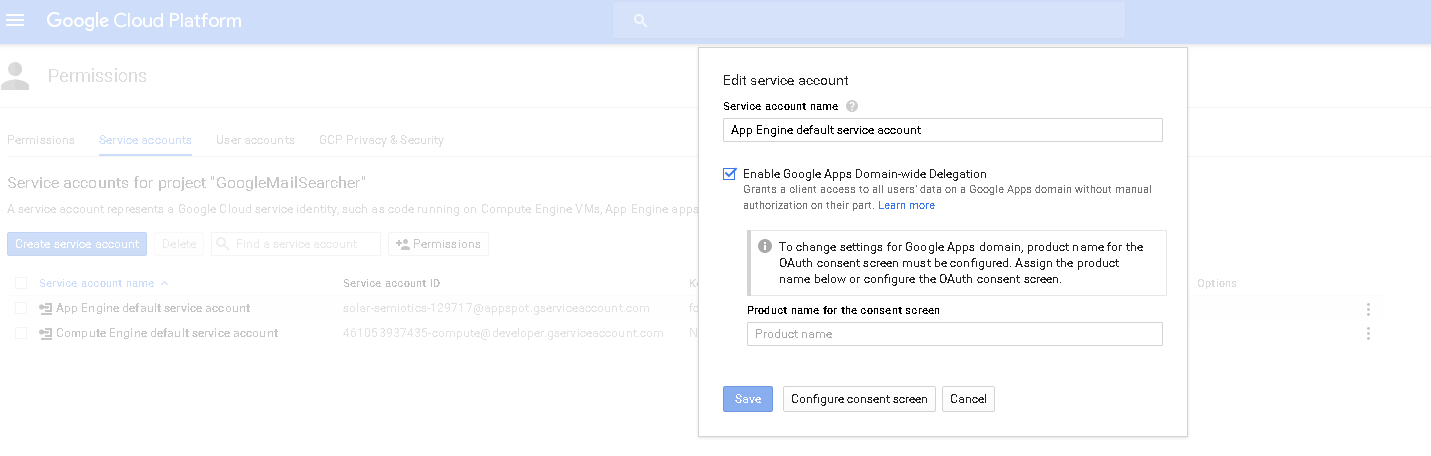 Google Cloud Platform
Permissions
Permissions Service accounts User accounts GCP Privacy & Security
Service accounts for project "GoogleMailSearcher"
A service account represents a Google Cloud service identity, such as code running on Compute Engine VMs, App Engine apps
Create service account Delete Find a service account Permissions
Service account name Service account ID Options
App Engine default service account solar-semiotics-129717@appspot.gserviceaccount.com
Compute Engine default service account 461053937435-compute@developer.gserviceaccount.com
Edit service account
Service account name ?
App Engine default service account
Enable Google Apps Domain-wide Delegation
Grants a client access to all users' data on a Google Apps domain without manual
authorization on their part. Learn more
To change settings for Google Apps domain, product name for the
OAuth consent screen must be configured. Assign the product
name below or configure the OAuth consent screen.
Product name for the consent screen
Product name
Save Configure consent screen Cancel